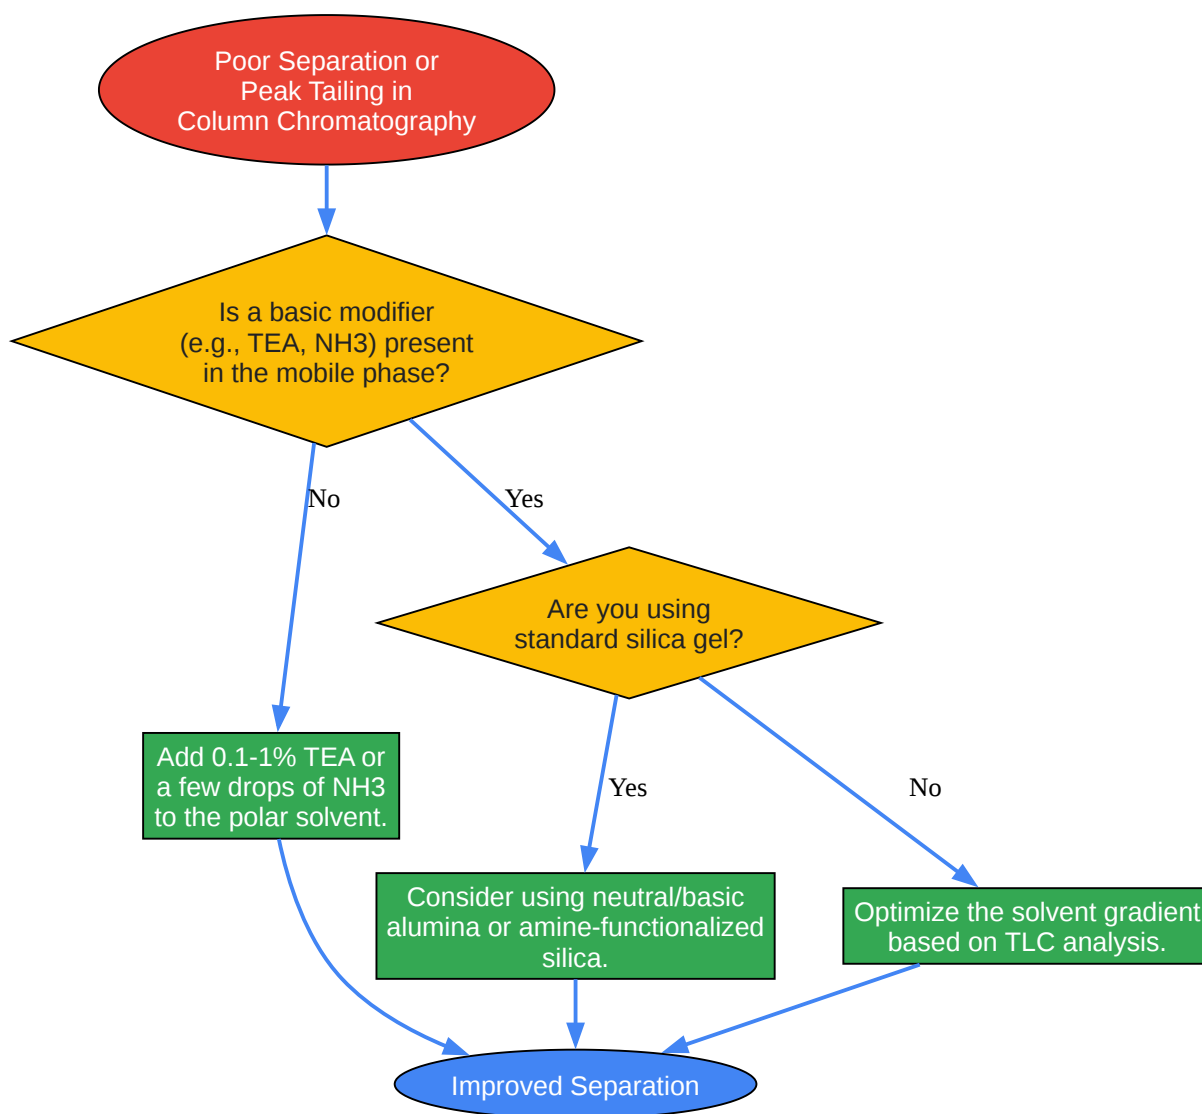 Poor Separation or
Peak Tailing in
Column Chromatography
Is a basic modifier
(e.g., TEA, NH3) present
in the mobile phase?
No
Yes
Are you using
standard silica gel?
Add 0.1-1% TEA or
a few drops of NH3
to the polar solvent.
Yes
No
Consider using neutral/basic
alumina or amine-functionalized
silica.
Optimize the solvent gradient
based on TLC analysis.
Improved Separation